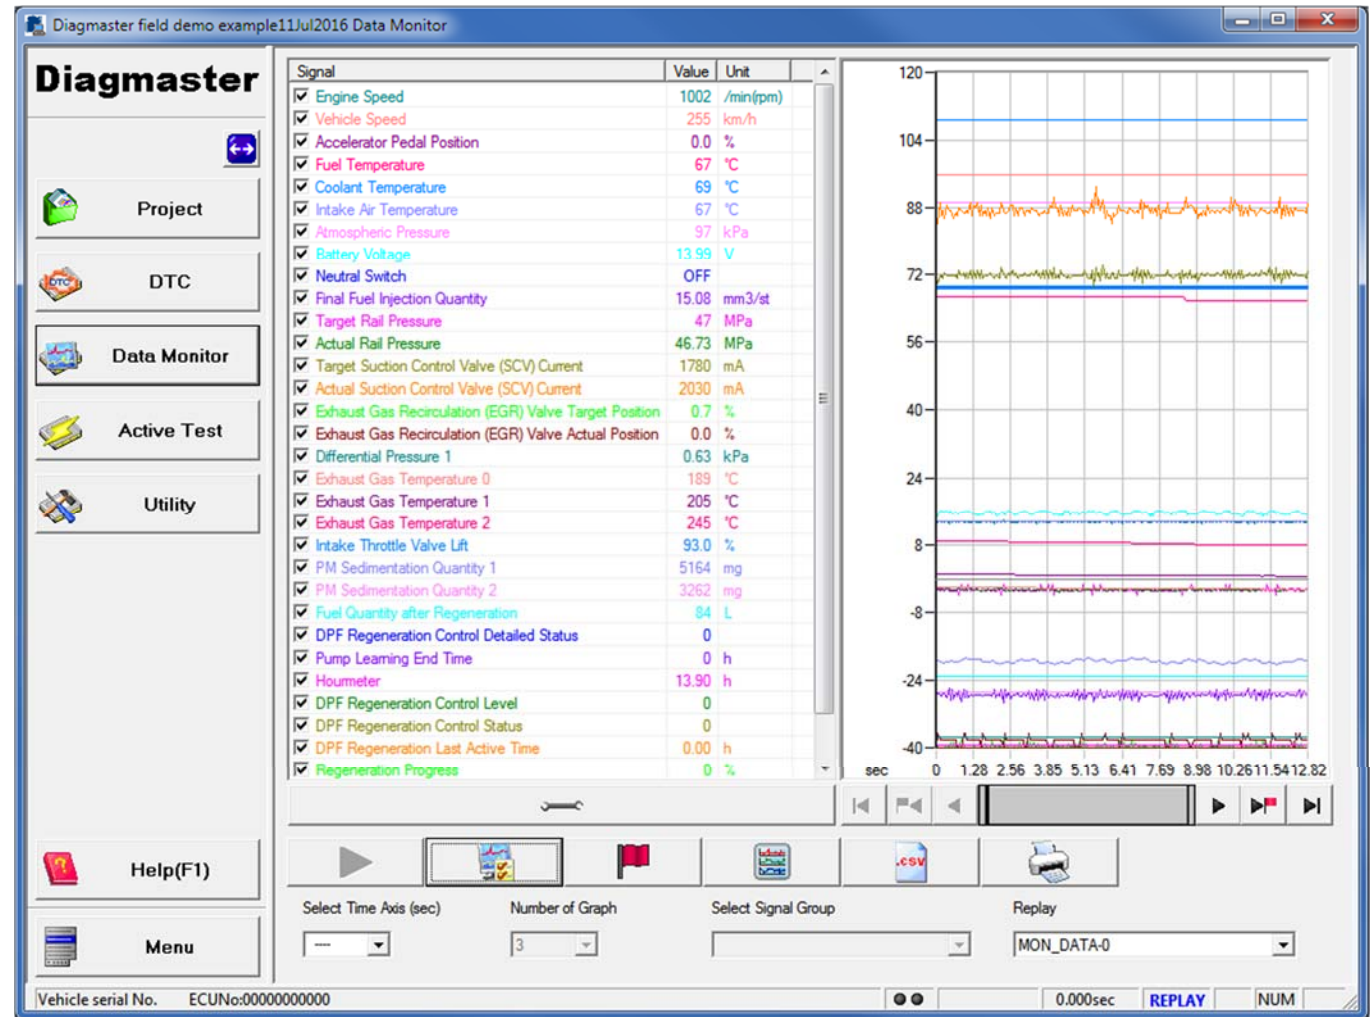 Diagmaster field demo example11Jul2016 Data Monitor
Diagmaster
Project
DTC
DTC
Data Monitor
Active Test
Utility
Help(F1)
Menu
Signal Value Unit
Engine Speed 1002 /min(rpm)
Vehicle Speed 255 km/h
Accelerator Pedal Position 0.0 %
Fuel Temperature 67 °C
Coolant Temperature 69 °C
Intake Air Temperature 67 °C
Atmospheric Pressure 97 kPa
Battery Voltage 13.99 V
Neutral Switch OFF
Final Fuel Injection Quantity 15.08 mm3/st
Target Rail Pressure 47 MPa
Actual Rail Pressure 46.73 MPa
Target Suction Control Valve (SCV) Current 1780 mA
Actual Suction Control Valve (SCV) Current 2030 mA
Exhaust Gas Recirculation (EGR) Valve Target Position 0.7 %
Exhaust Gas Recirculation (EGR) Valve Actual Position 0.0 %
Differential Pressure 1 0.63 kPa
Exhaust Gas Temperature 0 189 °C
Exhaust Gas Temperature 1 205 °C
Exhaust Gas Temperature 2 245 °C
Intake Throttle Valve Lift 93.0 %
PM Sedimentation Quantity 1 5164 mg
PM Sedimentation Quantity 2 3262 mg
Fuel Quantity after Regeneration 84 L
DPF Regeneration Control Detailed Status 0
Pump Learning End Time 0 h
Hourmeter 13.90 h
DPF Regeneration Control Level 0
DPF Regeneration Control Status 0
DPF Regeneration Last Active Time 0.00 h
Regeneration Progress 0 %
120
104
88
72
56
40
24
8
-8
-24
-40
sec 0 1.28 2.56 3.85 5.13 6.41 7.69 8.98 10.26 11.54 12.82
.csv
Select Time Axis (sec) Number of Graph Select Signal Group Replay
---- 3 MON_DATA-0
Vehicle serial No. ECUNo:00000000000 0.000sec REPLAY NUM